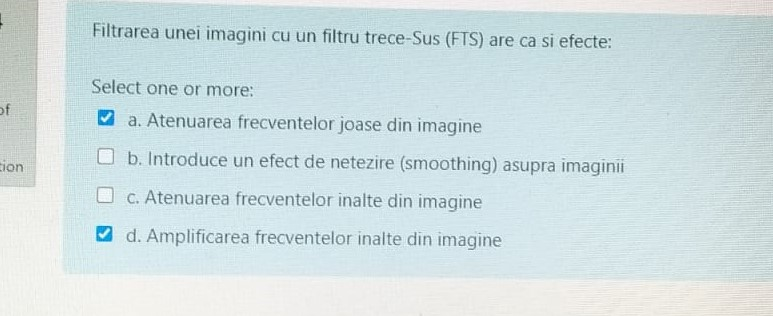 of
tion
Filtrarea unei imagini cu un filtru trece-Sus (FTS) are ca si efecte:
Select one or more:
a. Atenuarea frecventelor joase din imagine
b. Introduce un efect de netezire (smoothing) asupra imaginii
c. Atenuarea frecventelor inalte din imagine
d. Amplificarea frecventelor inalte din imagine